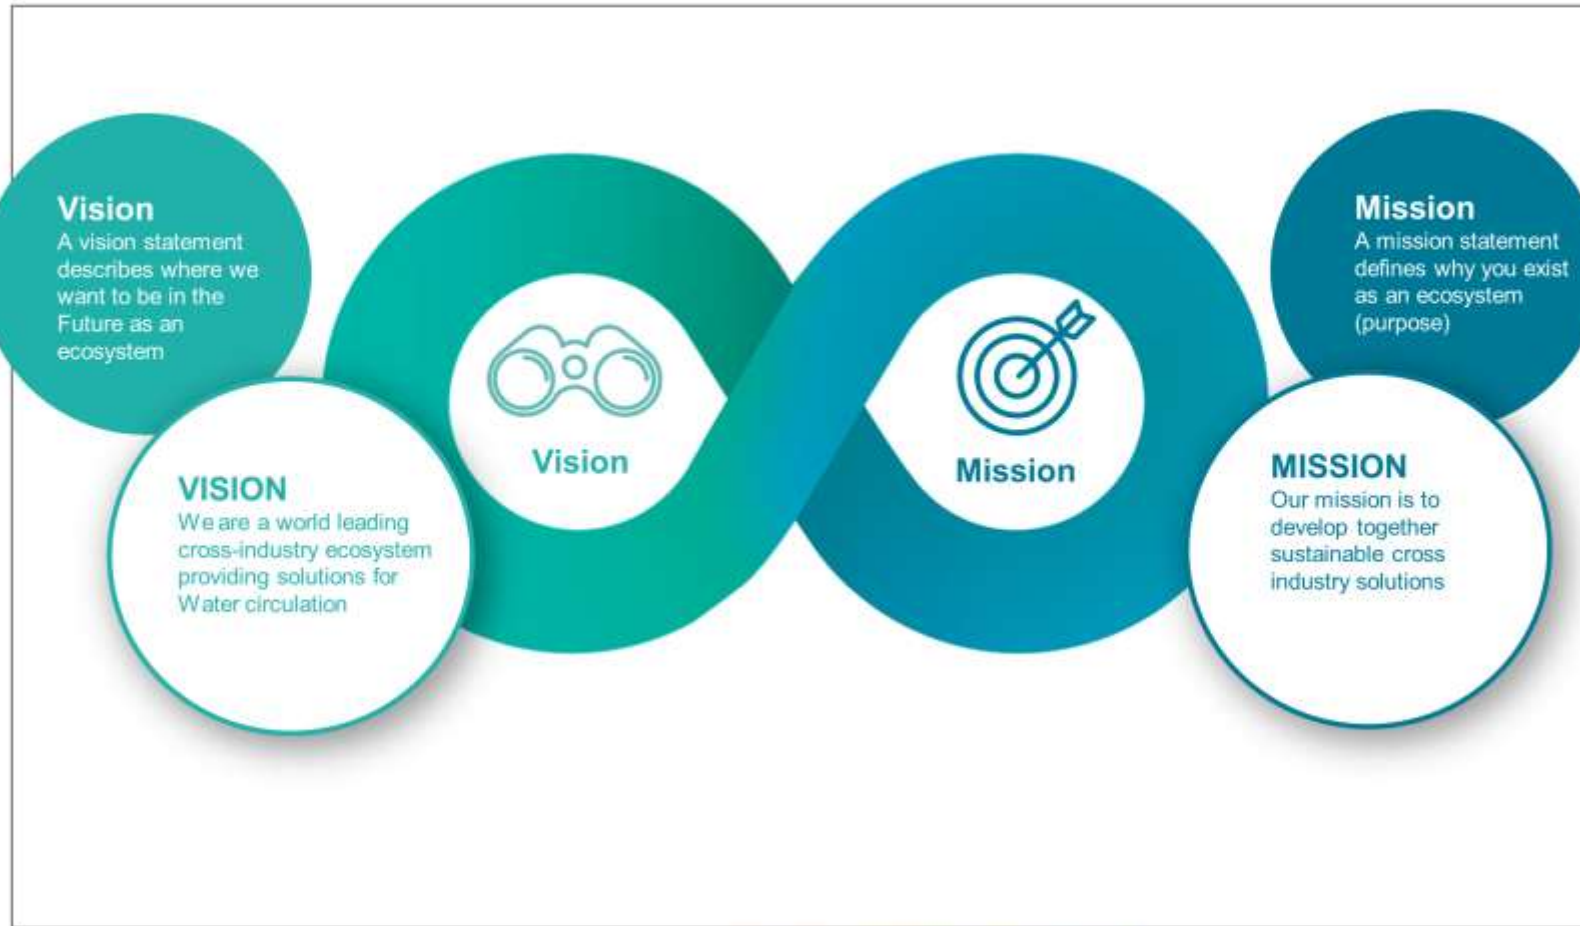 Vision
A vision statement
describes where we
want to be in the
Future as an
ecosystem
VISION
We are a world leading
cross-industry ecosystem
providing solutions for
Water circulation
Vision
Mission
Mission
A mission statement
defines why you exist
as an ecosystem
(purpose)
MISSION
Our mission is to
develop together
sustainable cross
industry solutions